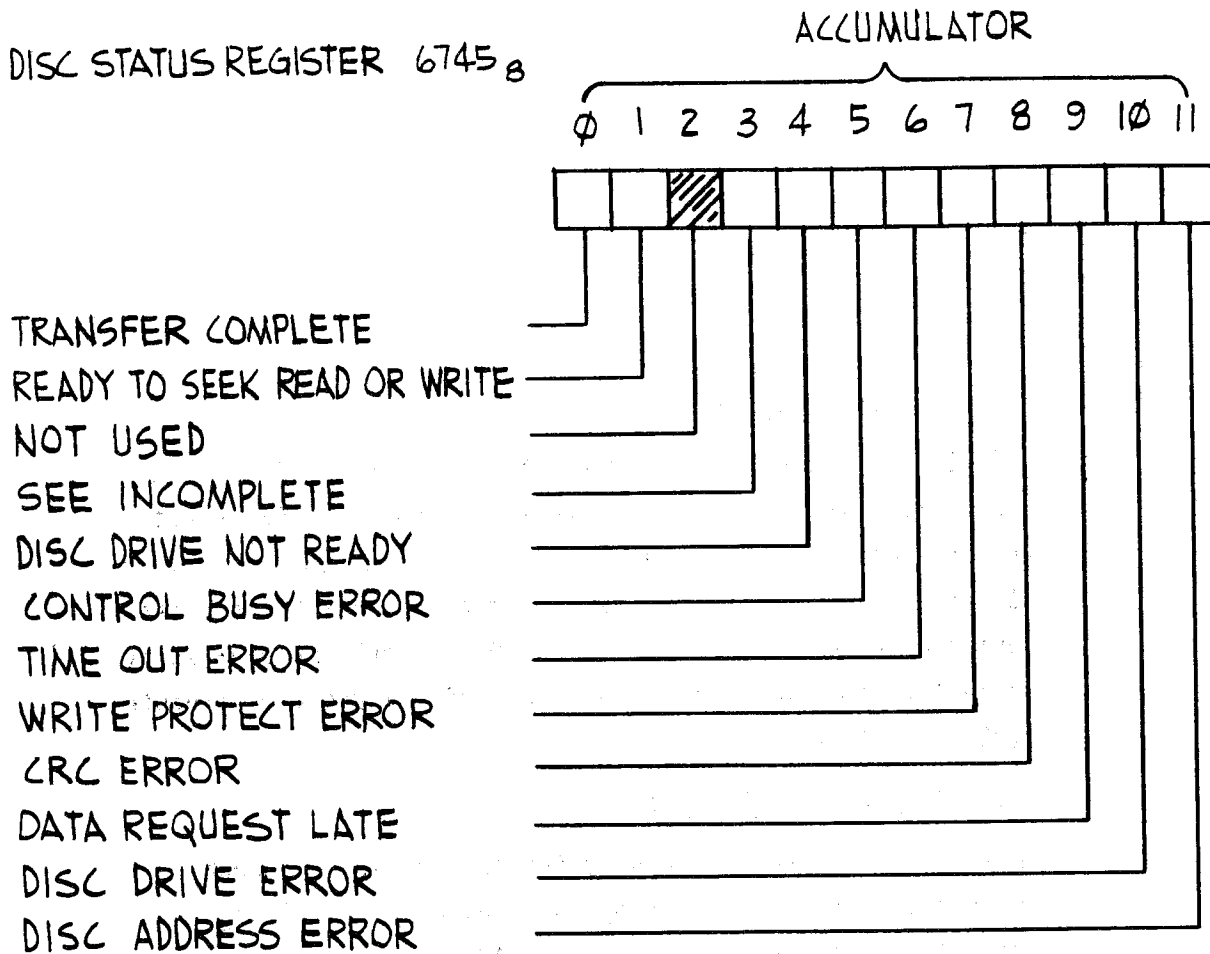 ACCUMULATOR
DISC STATUS REGISTER 6745 8
Ø 1 2 3 4 5 6 7 8 9 1Ø 11
TRANSFER COMPLETE
READY TO SEEK READ OR WRITE
NOT USED
SEE INCOMPLETE
DISC DRIVE NOT READY
CONTROL BUSY ERROR
TIME OUT ERROR
WRITE PROTECT ERROR
CRC ERROR
DATA REQUEST LATE
DISC DRIVE ERROR
DISC ADDRESS ERROR